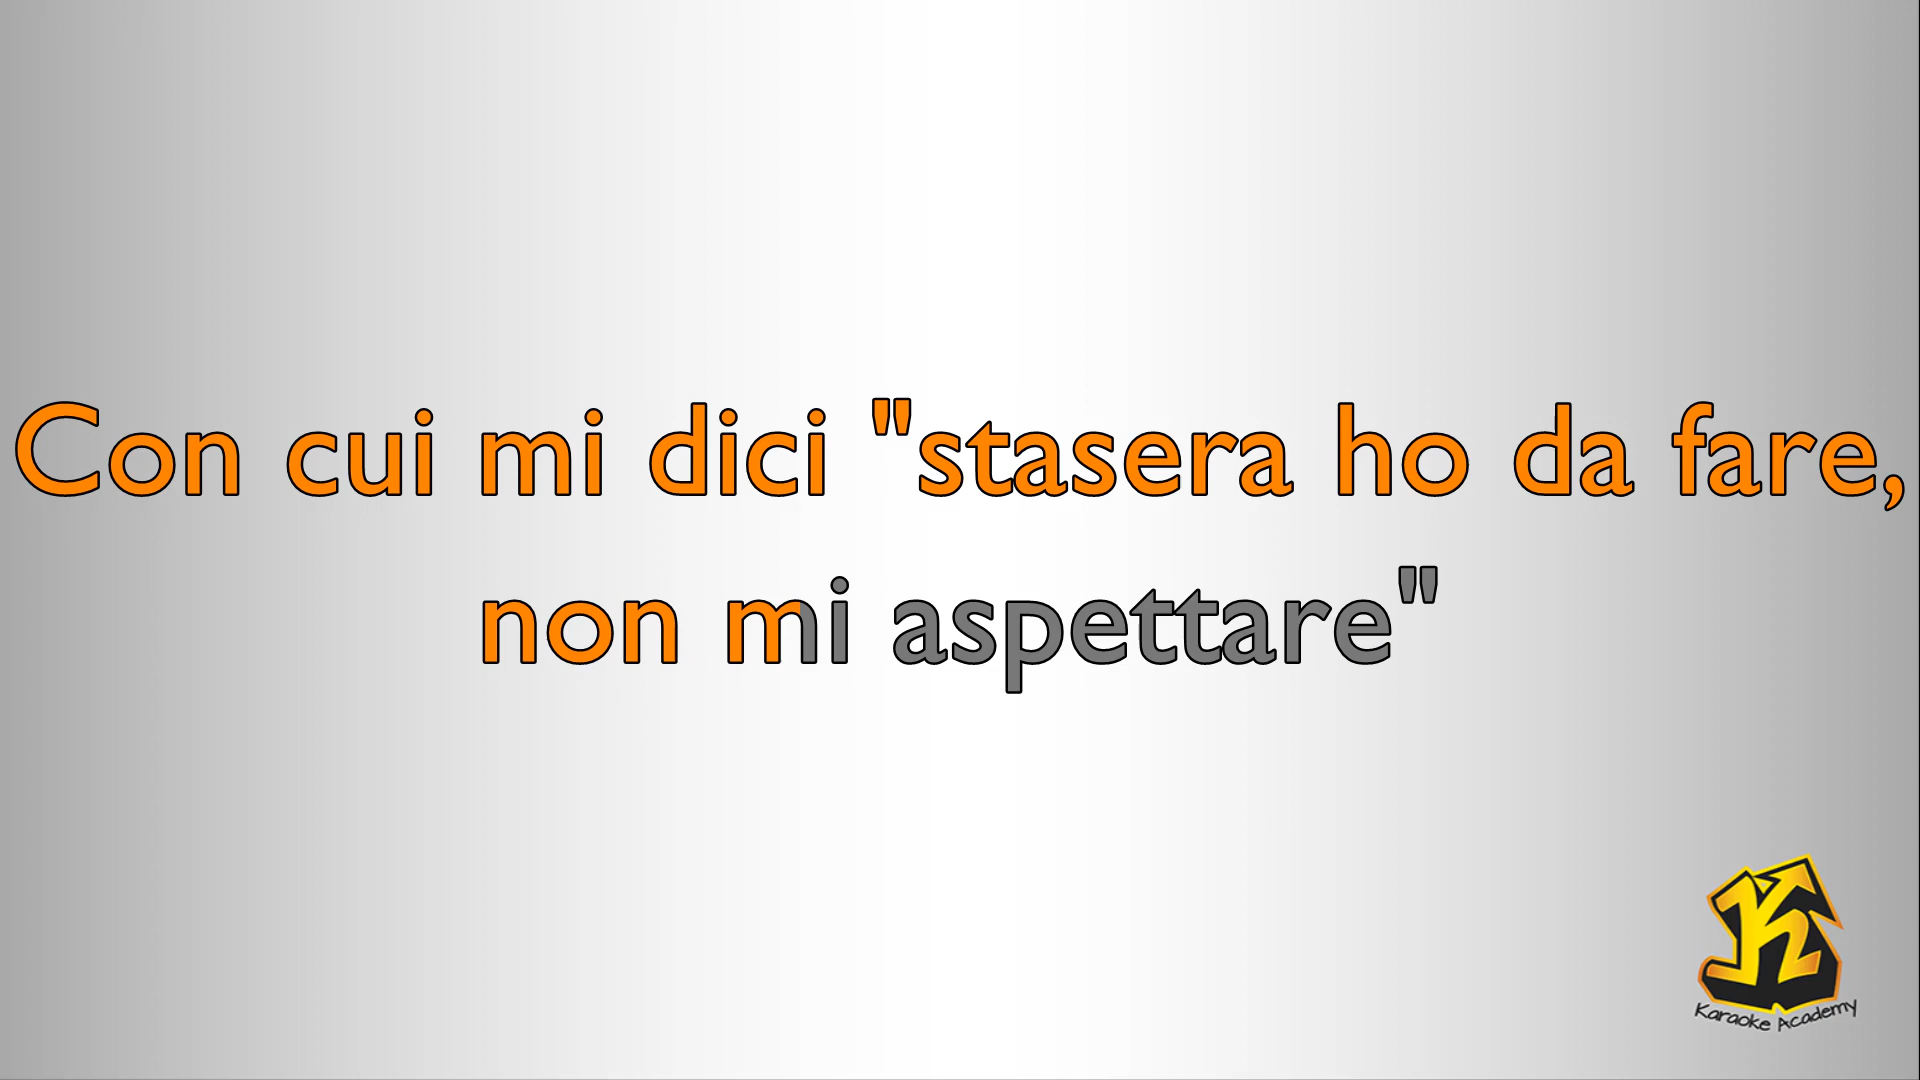 Con cui mi dici "stasera ho da fare,
non mi aspettare"
K
Karaoke Academy